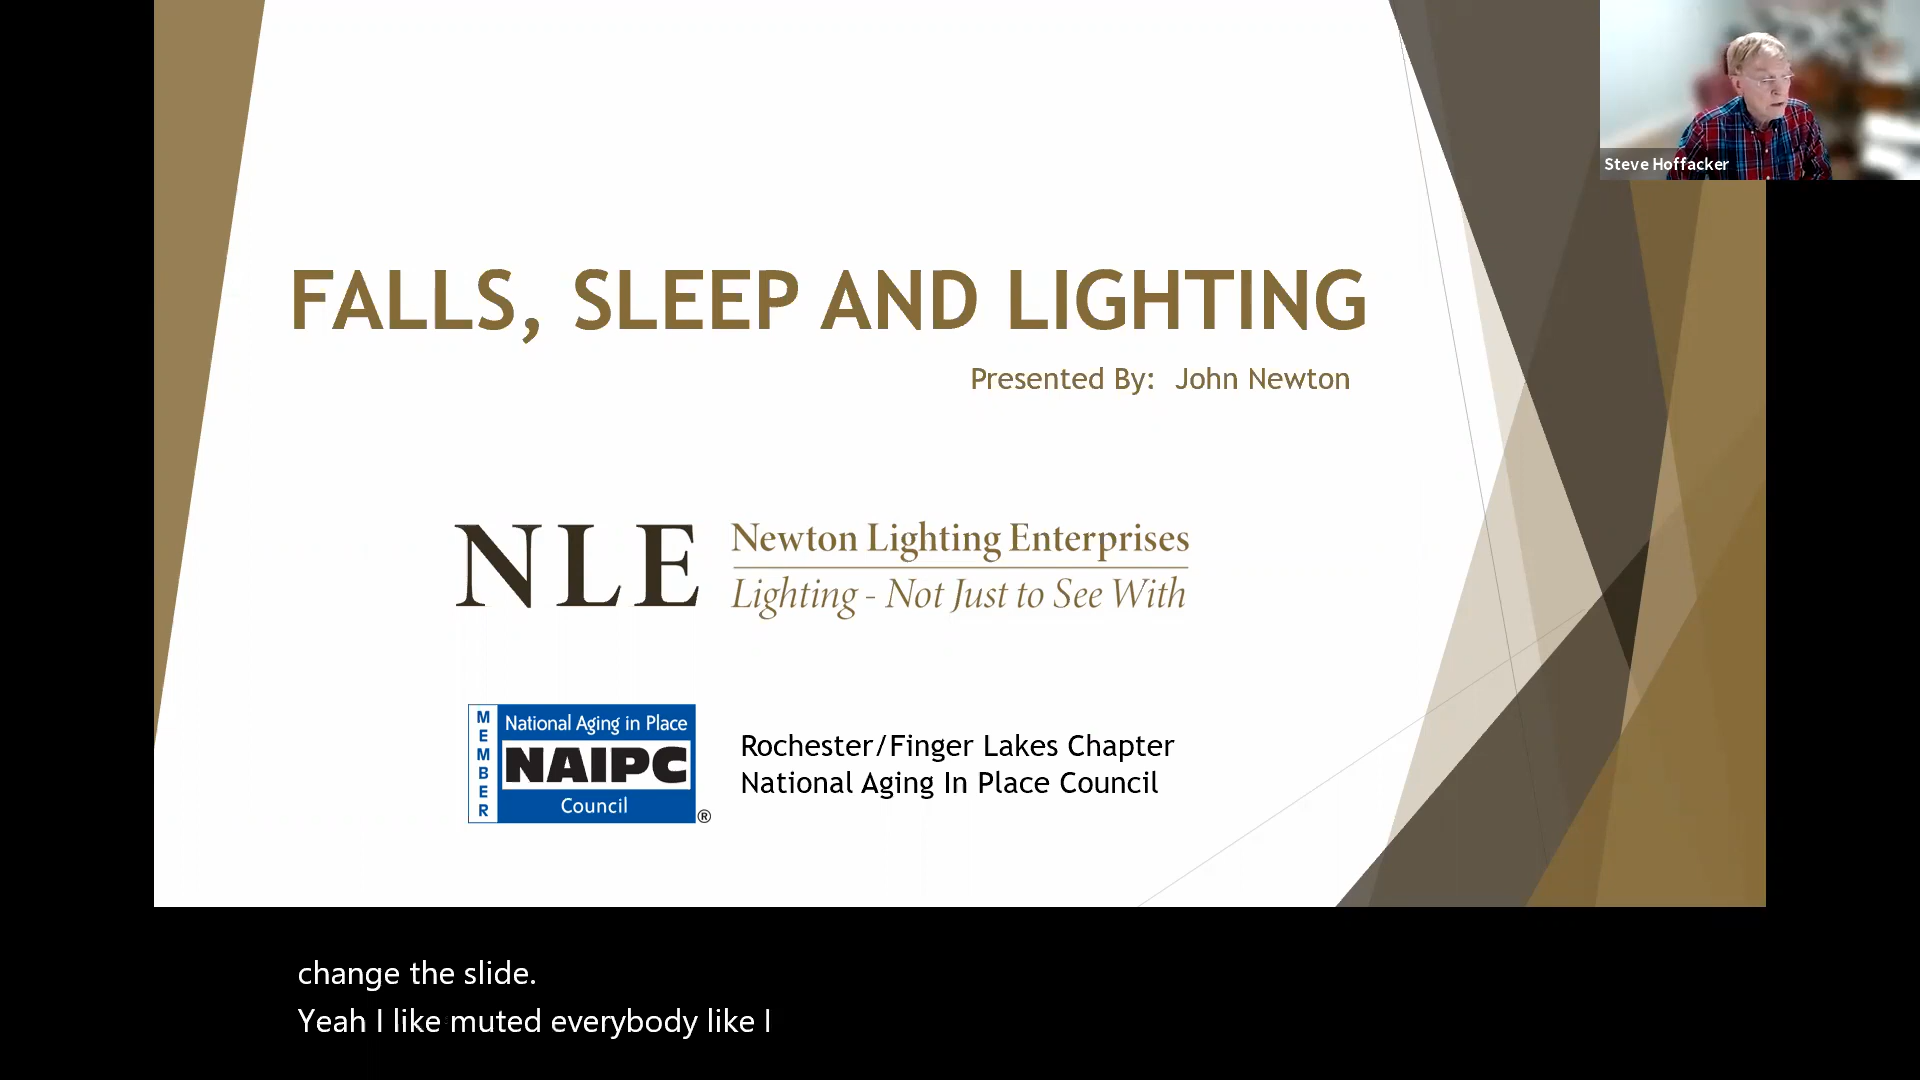 Steve Hoffacker
FALLS, SLEEP AND LIGHTING
Presented By: John Newton
NLE
Newton Lighting Enterprises
Lighting - Not Just to See With
MEMBER
National Aging in Place
NAIPC
Council
®
Rochester/Finger Lakes Chapter
National Aging In Place Council
change the slide.
Yeah I like muted everybody like I